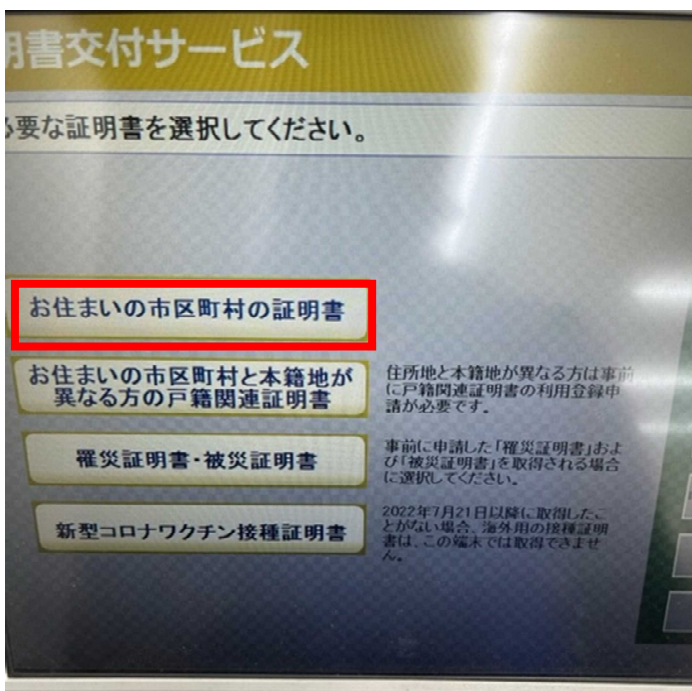 明書交付サービス
必要な証明書を選択してください。
お住まいの市区町村の証明書
お住まいの市区町村と本籍地が
異なる方の戸籍関連証明書
住所地と本籍地が異なる方は事前
に戸籍関連証明書の利用登録申
請が必要です。
罹災証明書・被災証明書
事前に申請した「罹災証明書」およ
び「被災証明書」を取得される場合
に選択してください。
新型コロナワクチン接種証明書
2022年7月21日以降に取得したこ
とがない場合、海外用の接種証明
書は、この端末では取得できませ
ん。